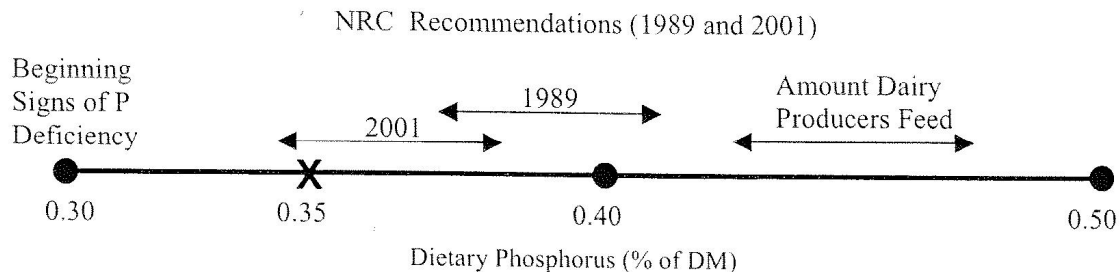 NRC Recommendations (1989 and 2001)
Beginning
Signs of P
Deficiency
1989
2001
Amount Dairy
Producers Feed
X
0.30
0.35
0.40
0.50
Dietary Phosphorus (% of DM)